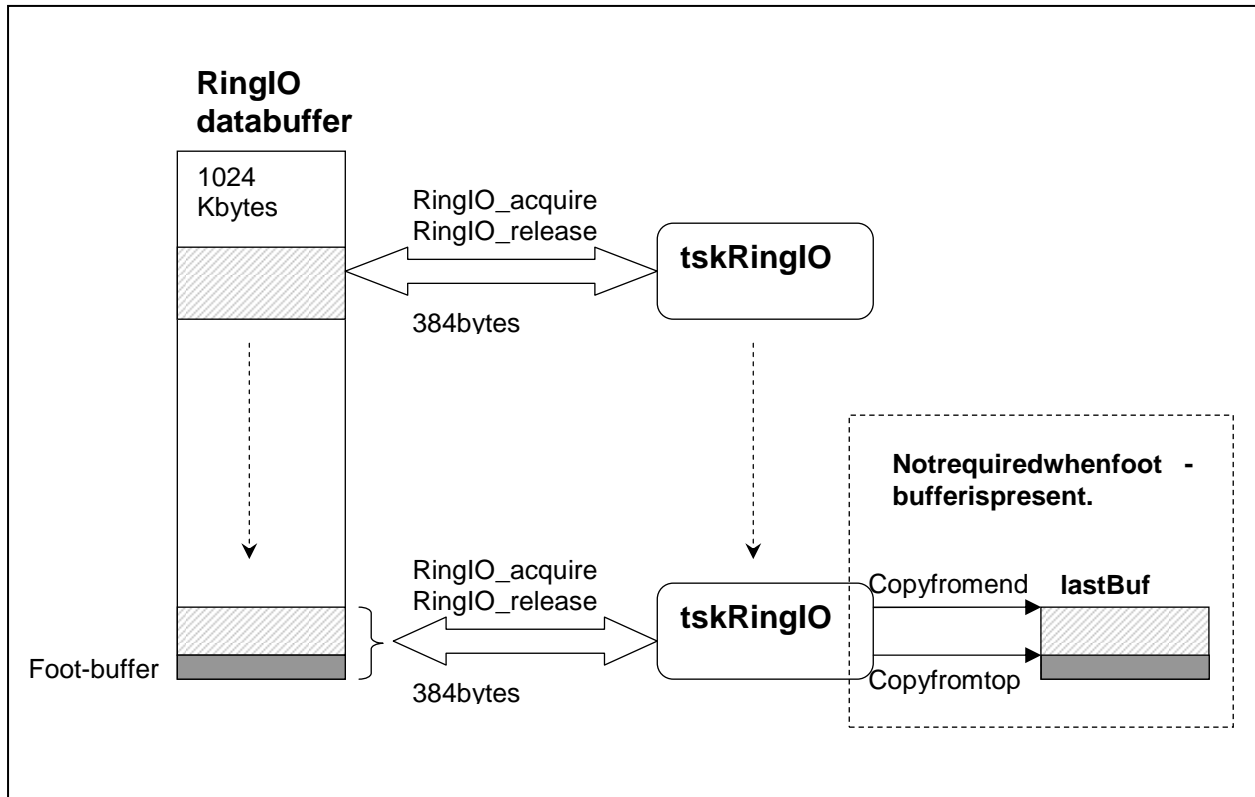 RingIO
databuffer
1024
Kbytes
RingIO_acquire
RingIO_release
tskRingIO
384bytes
Notrequiredwhenfoot -
bufferispresent.
RingIO_acquire
RingIO_release
tskRingIO
Copyfromend
lastBuf
Foot-buffer
384bytes
Copyfromtop